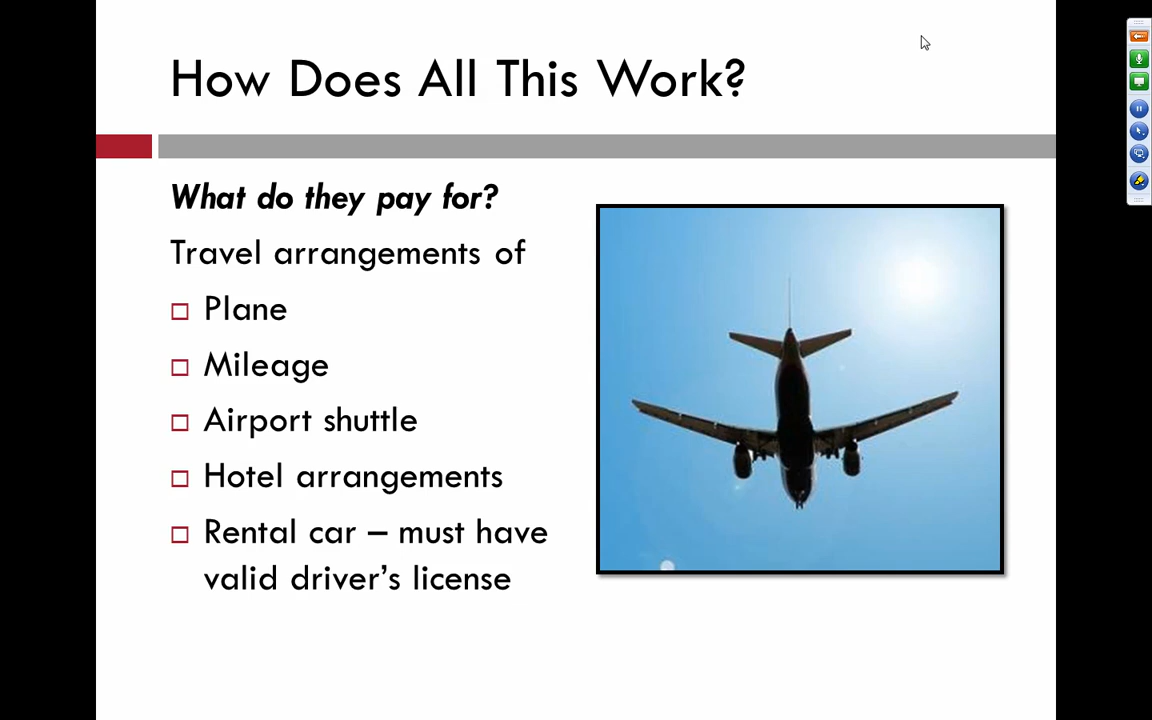 How Does All This Work?
What do they pay for?
Travel arrangements of
Plane
Mileage
Airport shuttle
Hotel arrangements
Rental car – must have
valid driver’s license